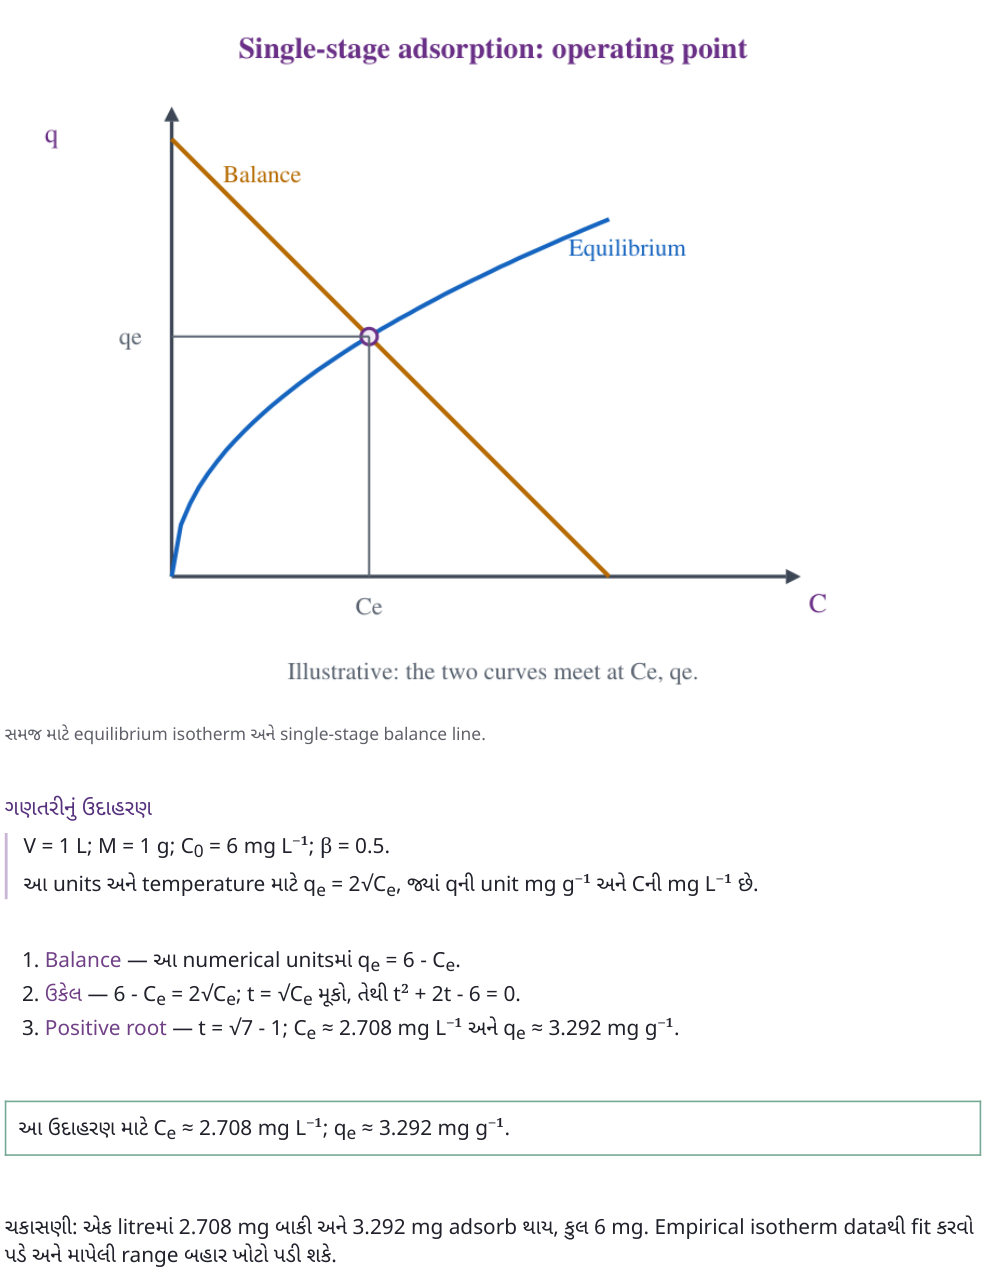 Single-stage adsorption: operating point
q
Balance
Equilibrium
qe
Ce
C
Illustrative: the two curves meet at Ce, qe.
સમજ માટે equilibrium isotherm અને single-stage balance line.
ગણતરીનું ઉદાહરણ
V = 1 L; M = 1 g; C₀ = 6 mg L⁻¹; β = 0.5.
આ units અને temperature માટે qₑ = 2√Cₑ, જ્યાં qની unit mg g⁻¹ અને Cની mg L⁻¹ છે.
1. Balance — આ numerical unitsમાં qₑ = 6 - Cₑ.
2. ઉકેલ — 6 - Cₑ = 2√Cₑ; t = √Cₑ મૂકો, તેથી t² + 2t - 6 = 0.
3. Positive root — t = √7 - 1; Cₑ ≈ 2.708 mg L⁻¹ અને qₑ ≈ 3.292 mg g⁻¹.
આ ઉદાહરણ માટે Cₑ ≈ 2.708 mg L⁻¹; qₑ ≈ 3.292 mg g⁻¹.
ચકાસણી: એક litreમાં 2.708 mg બાકી અને 3.292 mg adsorb થાય, કુલ 6 mg. Empirical isotherm dataથી fit કરવો
પડે અને માપેલી range બહાર ખોટો પડી શકે.